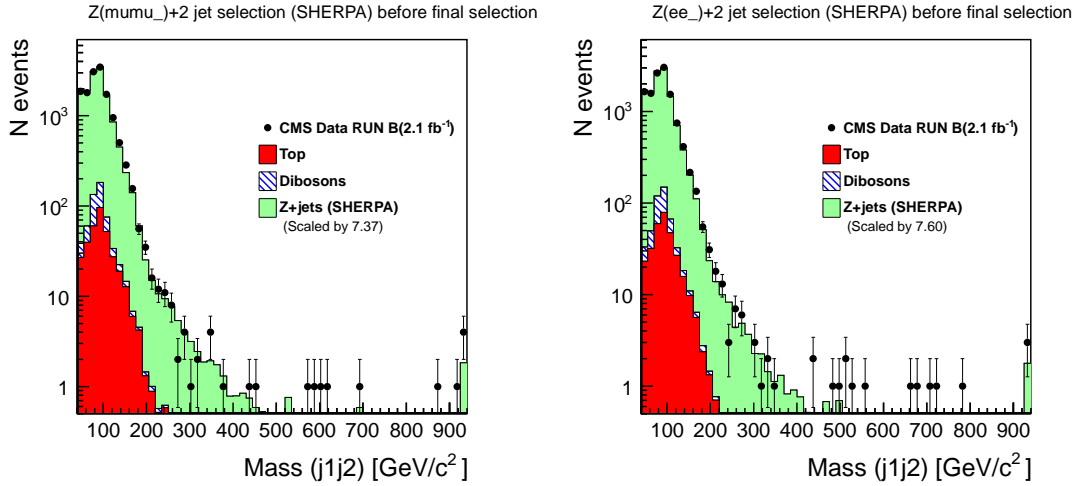 Z(mumu_)+2 jet selection (SHERPA) before final selection
N events
10³
10²
10
1
CMS Data RUN B(2.1 fb⁻¹)
Top
Dibosons
Z+jets (SHERPA)
(Scaled by 7.37)
100 200 300 400 500 600 700 800 900
Mass (j1j2) [GeV/c²]
Z(ee_)+2 jet selection (SHERPA) before final selection
N events
10³
10²
10
1
CMS Data RUN B(2.1 fb⁻¹)
Top
Dibosons
Z+jets (SHERPA)
(Scaled by 7.60)
100 200 300 400 500 600 700 800 900
Mass (j1j2) [GeV/c²]